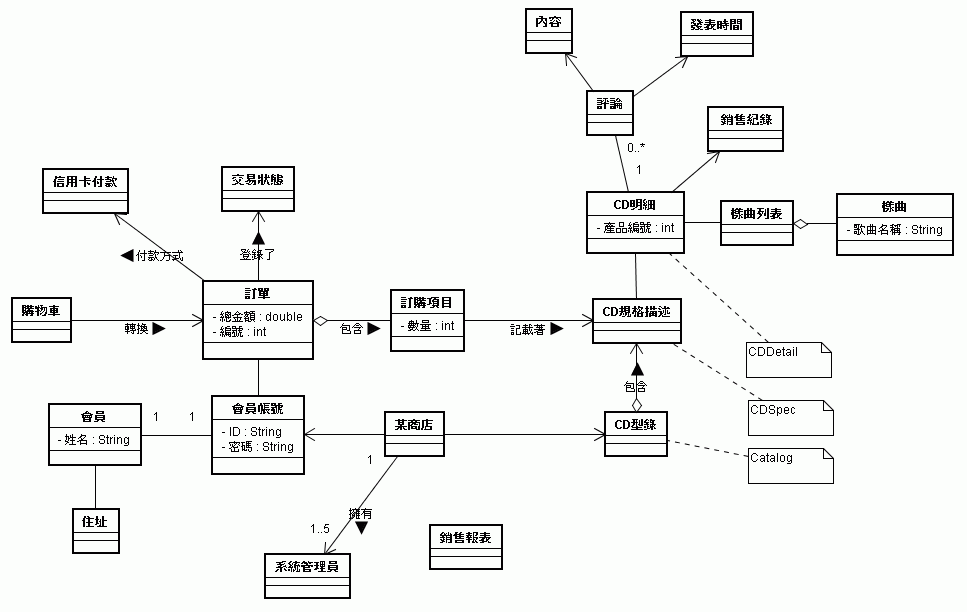 內容
發表時間
評論
0..*
1
銷售紀錄
信用卡付款
交易狀態
CD明細
- 產品編號 : int
樂曲列表
樂曲
- 歌曲名稱 : String
付款方式
登錄了
購物車
轉換
訂單
- 總金額 : double
- 編號 : int
包含
訂購項目
- 數量 : int
記載著
CD規格描述
CDDetail
包含
CDSpec
會員
- 姓名 : String
1
1
會員帳號
- ID : String
- 密碼 : String
某商店
CD型錄
Catalog
1
住址
擁有
1..5
銷售報表
系統管理員